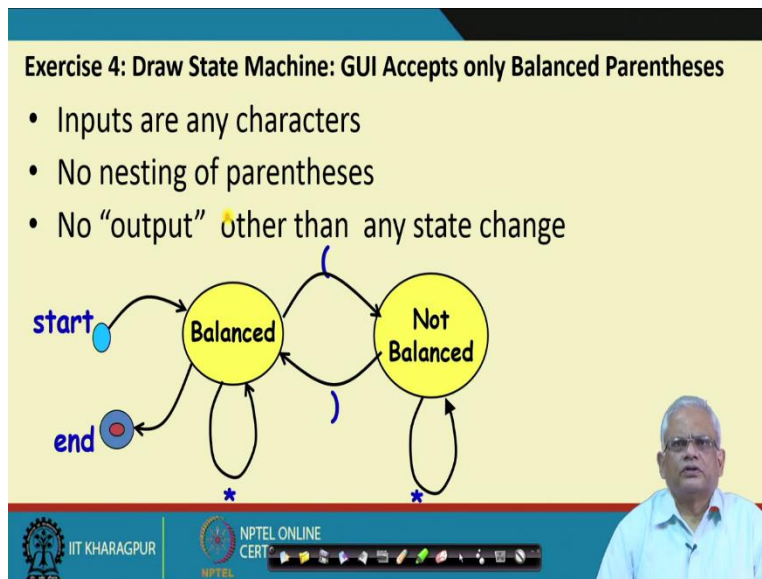 Exercise 4: Draw State Machine: GUI Accepts only Balanced Parentheses
• Inputs are any characters
• No nesting of parentheses
• No “output” other than any state change
(
start
Balanced
Not
Balanced
)
end
*
*
IIT KHARAGPUR
NPTEL
NPTEL ONLINE